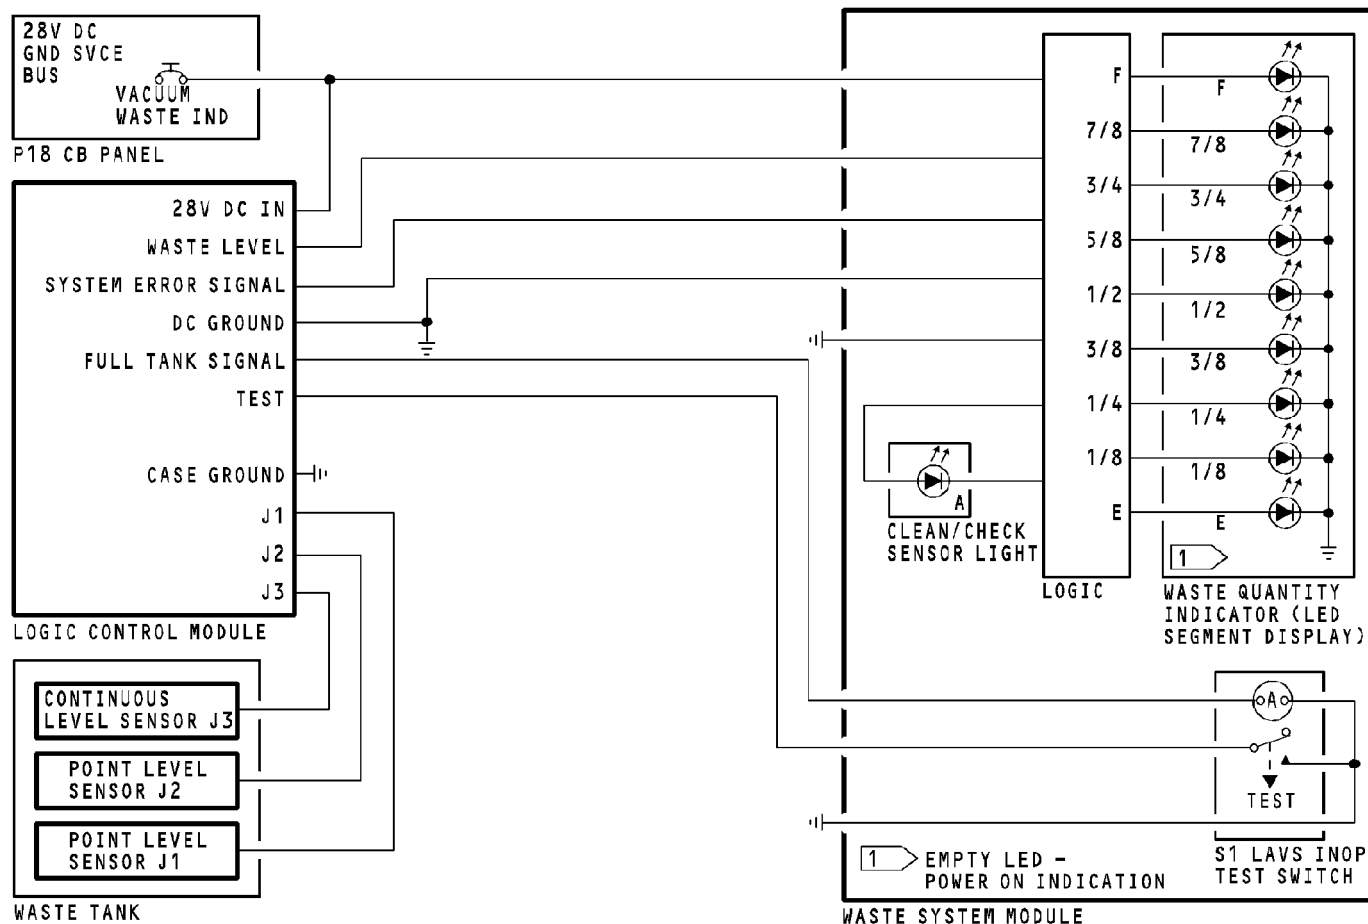 28V DC
GND SVCE
BUS
VACUUM
WASTE IND
P18 CB PANEL
28V DC IN
WASTE LEVEL
SYSTEM ERROR SIGNAL
DC GROUND
FULL TANK SIGNAL
TEST
CASE GROUND
J1
J2
J3
LOGIC CONTROL MODULE
CONTINUOUS
LEVEL SENSOR J3
POINT LEVEL
SENSOR J2
POINT LEVEL
SENSOR J1
WASTE TANK
A
CLEAN/CHECK
SENSOR LIGHT
F
7/8
3/4
5/8
1/2
3/8
1/4
1/8
E
LOGIC
F
7/8
3/4
5/8
1/2
3/8
1/4
1/8
E
1
WASTE QUANTITY
INDICATOR (LED
SEGMENT DISPLAY)
A
TEST
S1 LAVS INOP
TEST SWITCH
1 EMPTY LED -
POWER ON INDICATION
WASTE SYSTEM MODULE